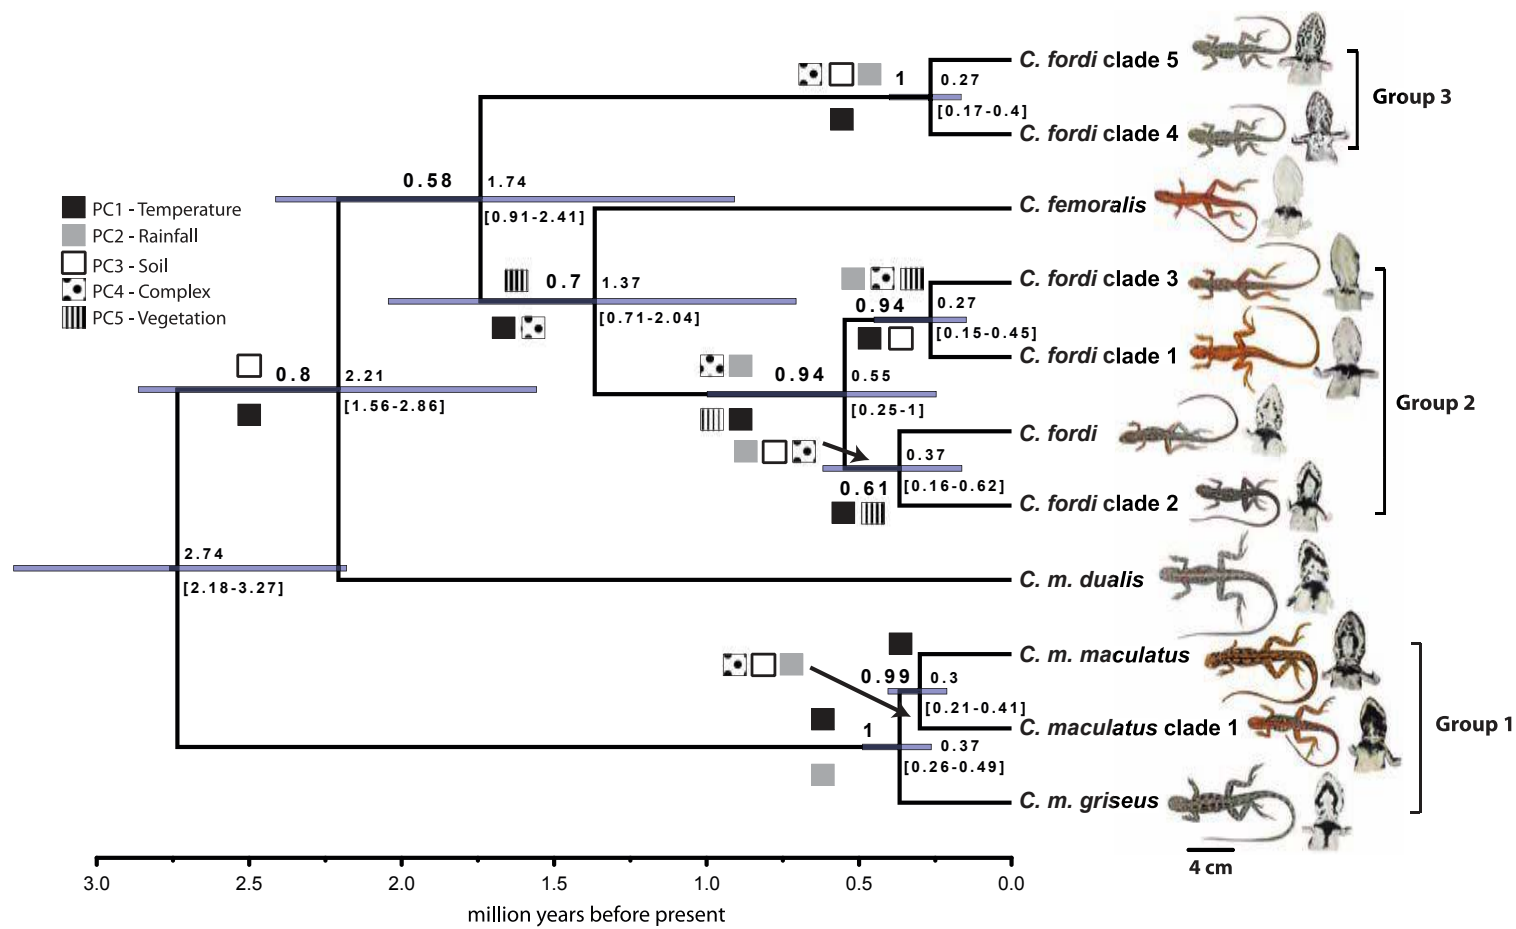 C. fordi clade 5
1
0.27
[0.17-0.4]
Group 3
C. fordi clade 4
0.58
1.74
[0.91-2.41]
C. femoralis
PC1 - Temperature
PC2 - Rainfall
PC3 - Soil
PC4 - Complex
PC5 - Vegetation
0.7
1.37
[0.71-2.04]
C. fordi clade 3
0.94
0.27
[0.15-0.45]
C. fordi clade 1
0.8
2.21
[1.56-2.86]
0.94
0.55
[0.25-1]
Group 2
C. fordi
0.37
[0.16-0.62]
0.61
C. fordi clade 2
2.74
[2.18-3.27]
C. m. dualis
C. m. maculatus
0.99
0.3
[0.21-0.41]
C. maculatus clade 1
Group 1
1
0.37
[0.26-0.49]
C. m. griseus
4 cm
3.0 2.5 2.0 1.5 1.0 0.5 0.0
million years before present